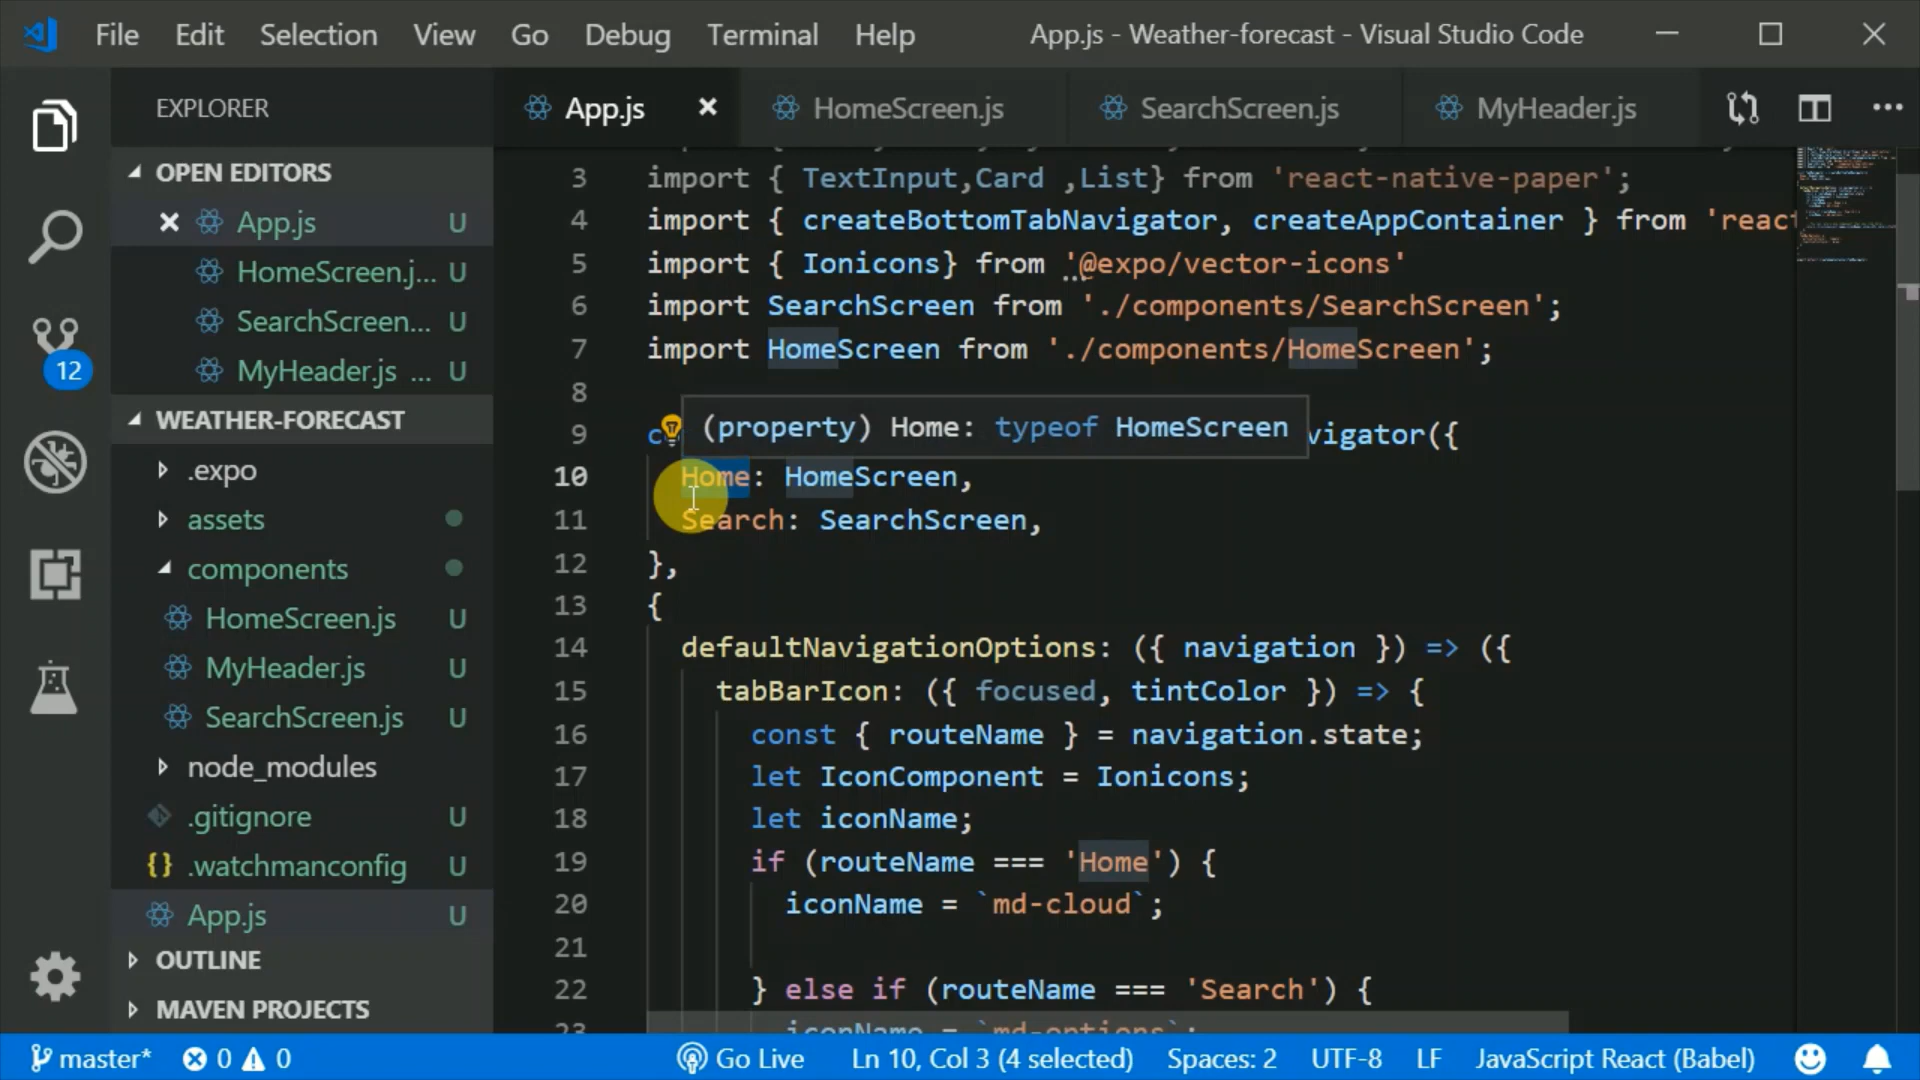 File Edit Selection View Go Debug Terminal Help App.js - Weather-forecast - Visual Studio Code
EXPLORER
OPEN EDITORS
App.js U
HomeScreen.j... U
SearchScreen... U
MyHeader.js ... U
WEATHER-FORECAST
.expo
assets
components
HomeScreen.js U
MyHeader.js U
SearchScreen.js U
node_modules
.gitignore U
{} .watchmanconfig U
App.js U
OUTLINE
MAVEN PROJECTS
12
App.js HomeScreen.js SearchScreen.js MyHeader.js
3 import { TextInput,Card ,List} from 'react-native-paper';
4 import { createBottomTabNavigator, createAppContainer } from 'react
5 import { Ionicons} from '@expo/vector-icons'
6 import SearchScreen from './components/SearchScreen';
7 import HomeScreen from './components/HomeScreen';
8
(property) Home: typeof HomeScreen
9 c vigator({
10 Home: HomeScreen,
11 Search: SearchScreen,
12 },
13 {
14 defaultNavigationOptions: ({ navigation }) => ({
15 tabBarIcon: ({ focused, tintColor }) => {
16 const { routeName } = navigation.state;
17 let IconComponent = Ionicons;
18 let iconName;
19 if (routeName === 'Home') {
20 iconName = `md-cloud`;
21
22 } else if (routeName === 'Search') {
23 iconName = `md-options`;
master* 0 0 Go Live Ln 10, Col 3 (4 selected) Spaces: 2 UTF-8 LF JavaScript React (Babel)